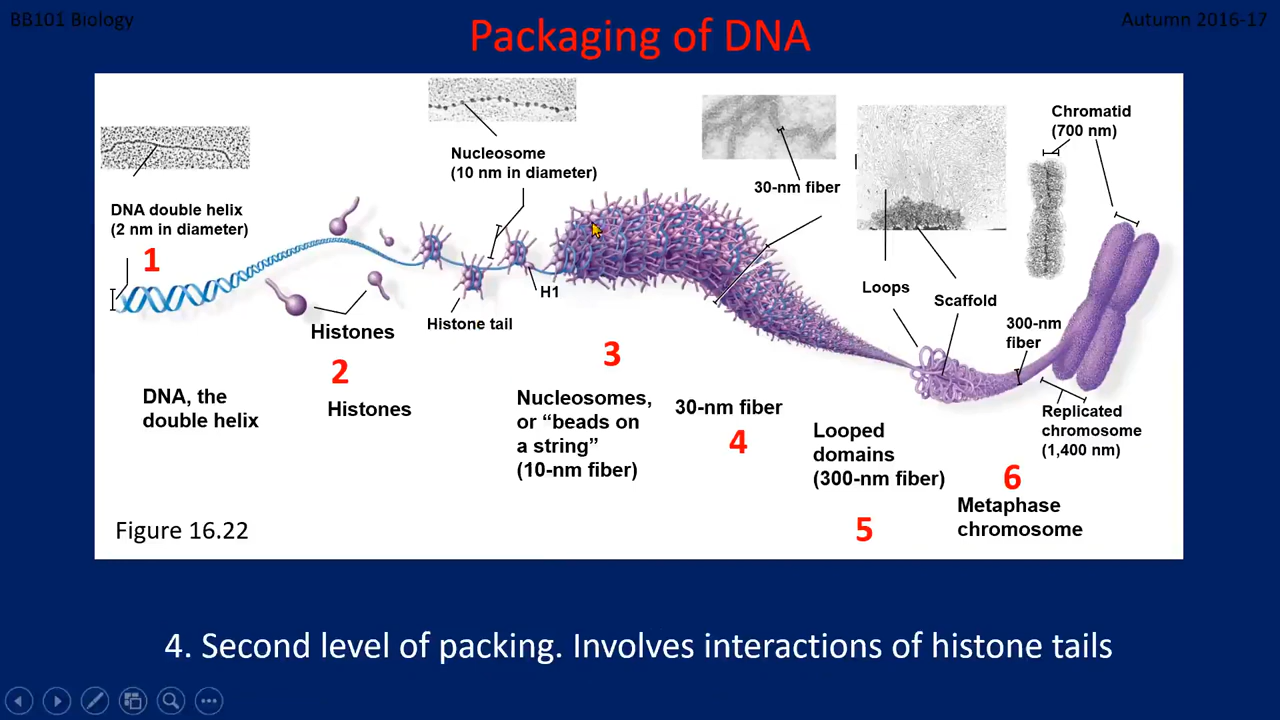 BB101 Biology
Autumn 2016-17
Packaging of DNA
Nucleosome
(10 nm in diameter)
Chromatid
(700 nm)
30-nm fiber
DNA double helix
(2 nm in diameter)
1
H1
Loops
Scaffold
Histones
Histone tail
300-nm
fiber
2
3
DNA, the
double helix
Histones
Nucleosomes,
or “beads on
a string”
(10-nm fiber)
30-nm fiber
4
Looped
domains
(300-nm fiber)
5
Replicated
chromosome
(1,400 nm)
6
Metaphase
chromosome
Figure 16.22
4. Second level of packing. Involves interactions of histone tails